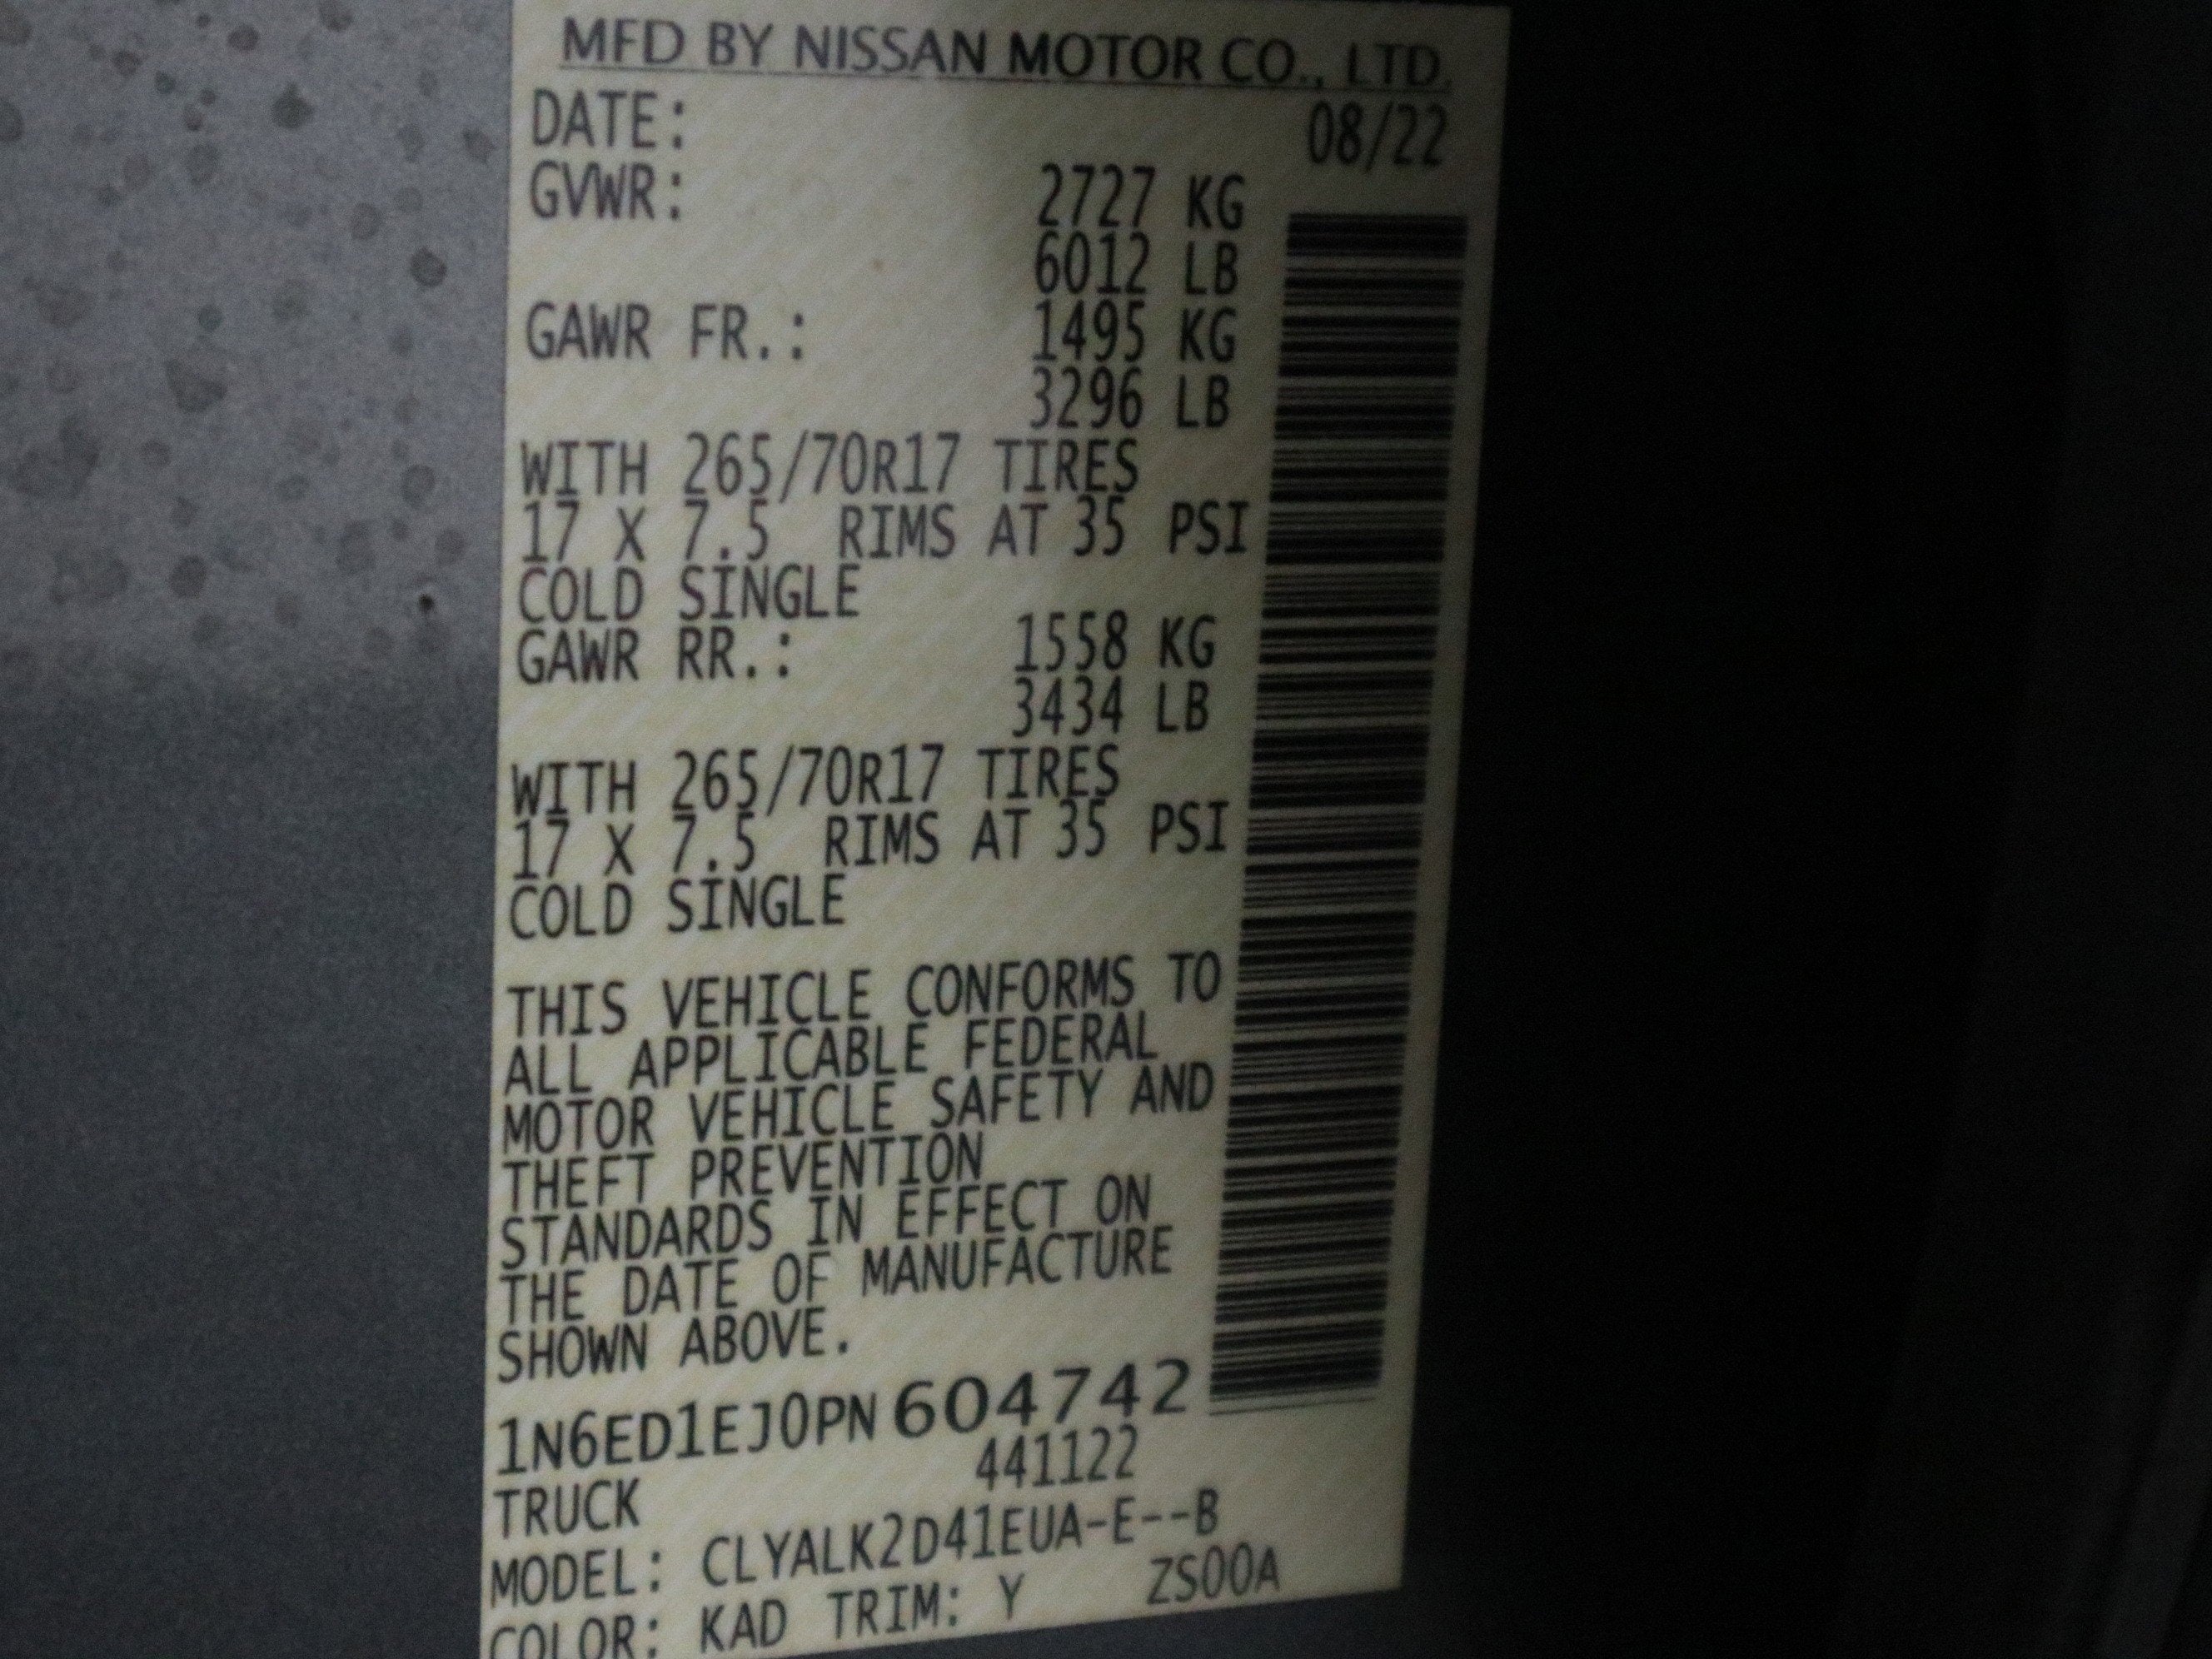 MFD BY NISSAN MOTOR CO., LTD.
DATE: 08/22
GVWR: 2727 KG
6012 LB
GAWR FR.: 1495 KG
3296 LB
WITH 265/70R17 TIRES
17 X 7.5 RIMS AT 35 PSI
COLD SINGLE
GAWR RR.: 1558 KG
3434 LB
WITH 265/70R17 TIRES
17 X 7.5 RIMS AT 35 PSI
COLD SINGLE
THIS VEHICLE CONFORMS TO
ALL APPLICABLE FEDERAL
MOTOR VEHICLE SAFETY AND
THEFT PREVENTION
STANDARDS IN EFFECT ON
THE DATE OF MANUFACTURE
SHOWN ABOVE.
1N6ED1EJ0PN604742
TRUCK 441122
MODEL: CLYALK2D41EUA-E--B
COLOR: KAD TRIM: Y ZS00A